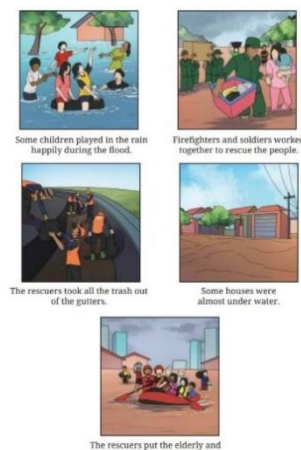 Some children played in the rain
happily during the flood.
Firefighters and soldiers worked
together to rescue the people.
The rescuers took all the trash out
of the gutters.
Some houses were
almost under water.
The rescuers put the elderly and